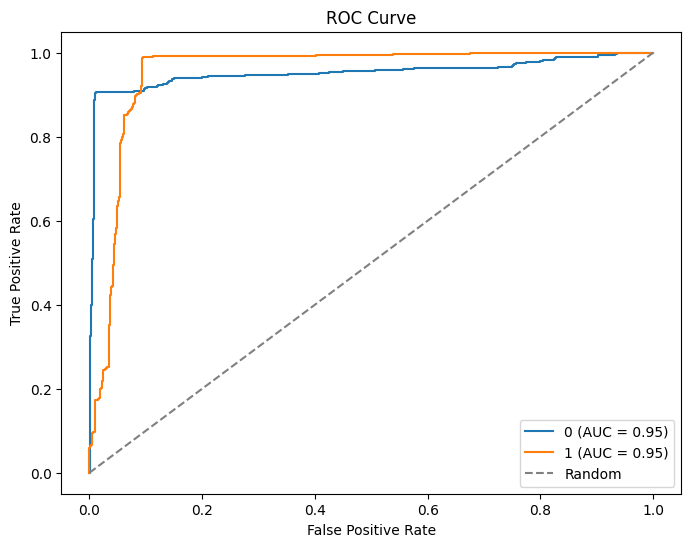 ROC Curve
True Positive Rate
1.0
0.8
0.6
0.4
0.2
0.0
0 (AUC = 0.95)
1 (AUC = 0.95)
Random
0.0 0.2 0.4 0.6 0.8 1.0
False Positive Rate